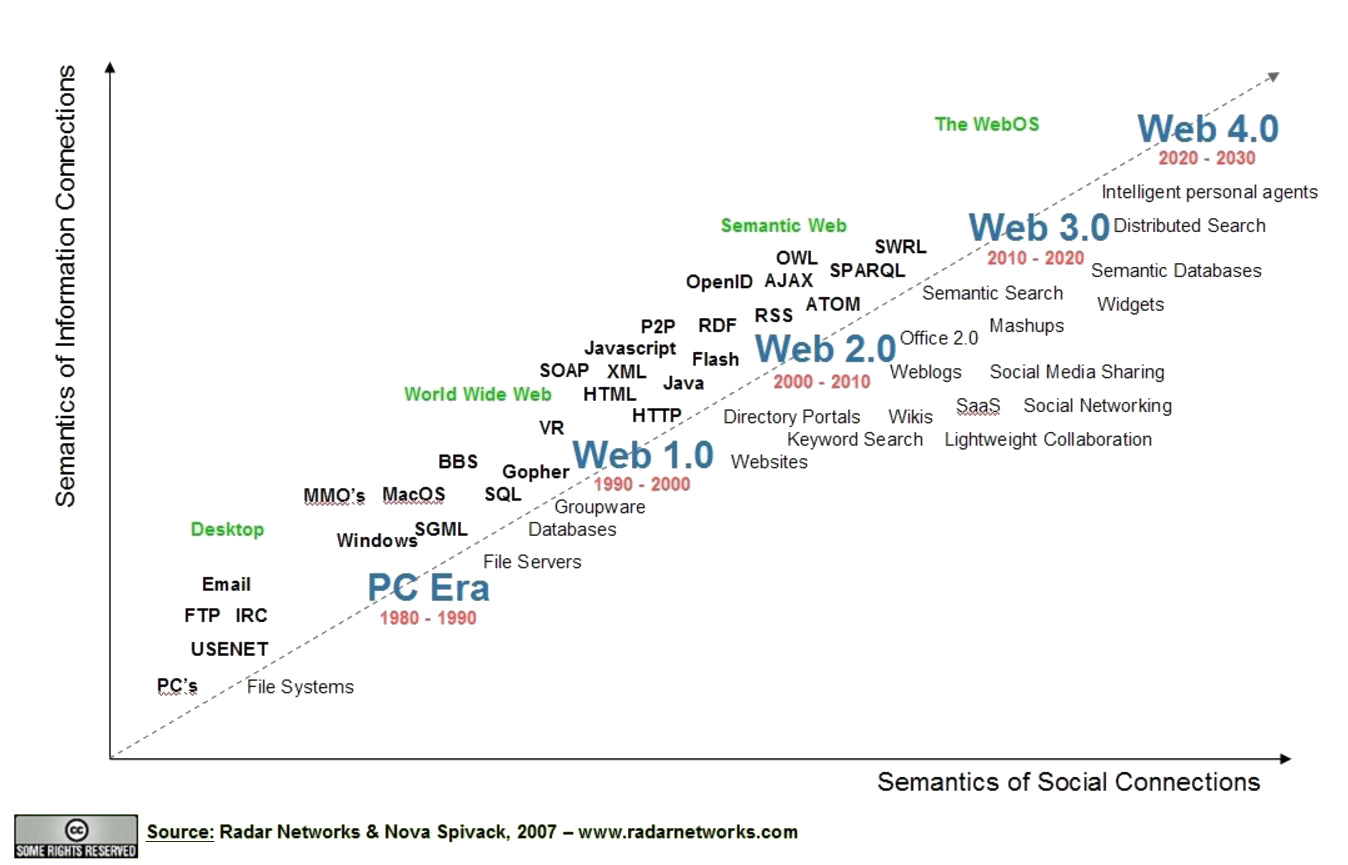 Semantics of Information Connections
The WebOS
Web 4.0
2020 - 2030
Intelligent personal agents
Semantic Web
Web 3.0
Distributed Search
2010 - 2020
SWRL
OWL
SPARQL
Semantic Databases
OpenID AJAX
Semantic Search
Widgets
ATOM
RSS
P2P RDF
Mashups
Office 2.0
Javascript
Web 2.0
Flash
2000 - 2010
SOAP XML
Weblogs Social Media Sharing
Java
World Wide Web
HTML
SaaS Social Networking
HTTP
Directory Portals Wikis
VR
Keyword Search Lightweight Collaboration
Web 1.0
Websites
BBS
Gopher
1990 - 2000
MMO's MacOS SQL
Groupware
Desktop
SGML
Databases
Windows
File Servers
PC Era
Email
1980 - 1990
FTP IRC
USENET
PC's File Systems
Semantics of Social Connections
cc
SOME RIGHTS RESERVED
Source: Radar Networks & Nova Spivack, 2007 – www.radarnetworks.com